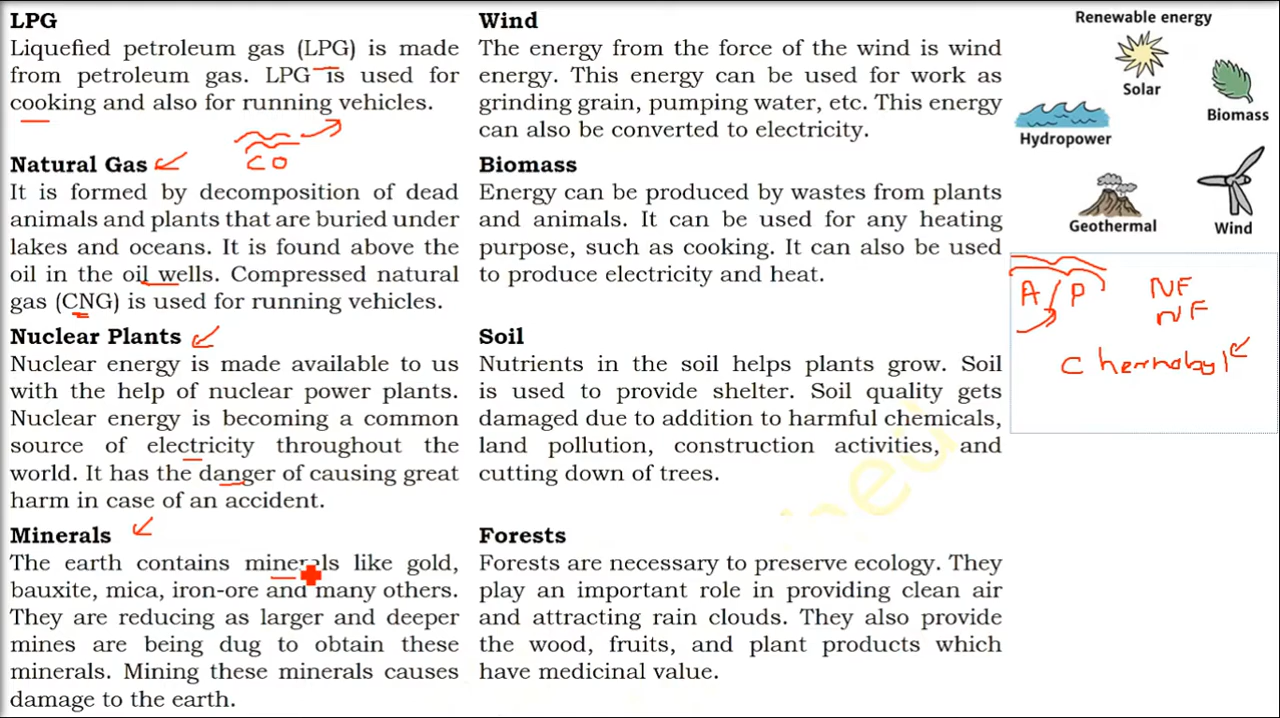 LPG
Liquefied petroleum gas (LPG) is made
from petroleum gas. LPG is used for
cooking and also for running vehicles.
CO
Natural Gas
It is formed by decomposition of dead
animals and plants that are buried under
lakes and oceans. It is found above the
oil in the oil wells. Compressed natural
gas (CNG) is used for running vehicles.
Nuclear Plants
Nuclear energy is made available to us
with the help of nuclear power plants.
Nuclear energy is becoming a common
source of electricity throughout the
world. It has the danger of causing great
harm in case of an accident.
Minerals
The earth contains minerals like gold,
bauxite, mica, iron-ore and many others.
They are reducing as larger and deeper
mines are being dug to obtain these
minerals. Mining these minerals causes
damage to the earth.
Wind
The energy from the force of the wind is wind
energy. This energy can be used for work as
grinding grain, pumping water, etc. This energy
can also be converted to electricity.
Biomass
Energy can be produced by wastes from plants
and animals. It can be used for any heating
purpose, such as cooking. It can also be used
to produce electricity and heat.
Soil
Nutrients in the soil helps plants grow. Soil
is used to provide shelter. Soil quality gets
damaged due to addition to harmful chemicals,
land pollution, construction activities, and
cutting down of trees.
Forests
Forests are necessary to preserve ecology. They
play an important role in providing clean air
and attracting rain clouds. They also provide
the wood, fruits, and plant products which
have medicinal value.
Renewable energy
Solar
Biomass
Hydropower
Geothermal
Wind
A / P
NF
NF
Chernobyl